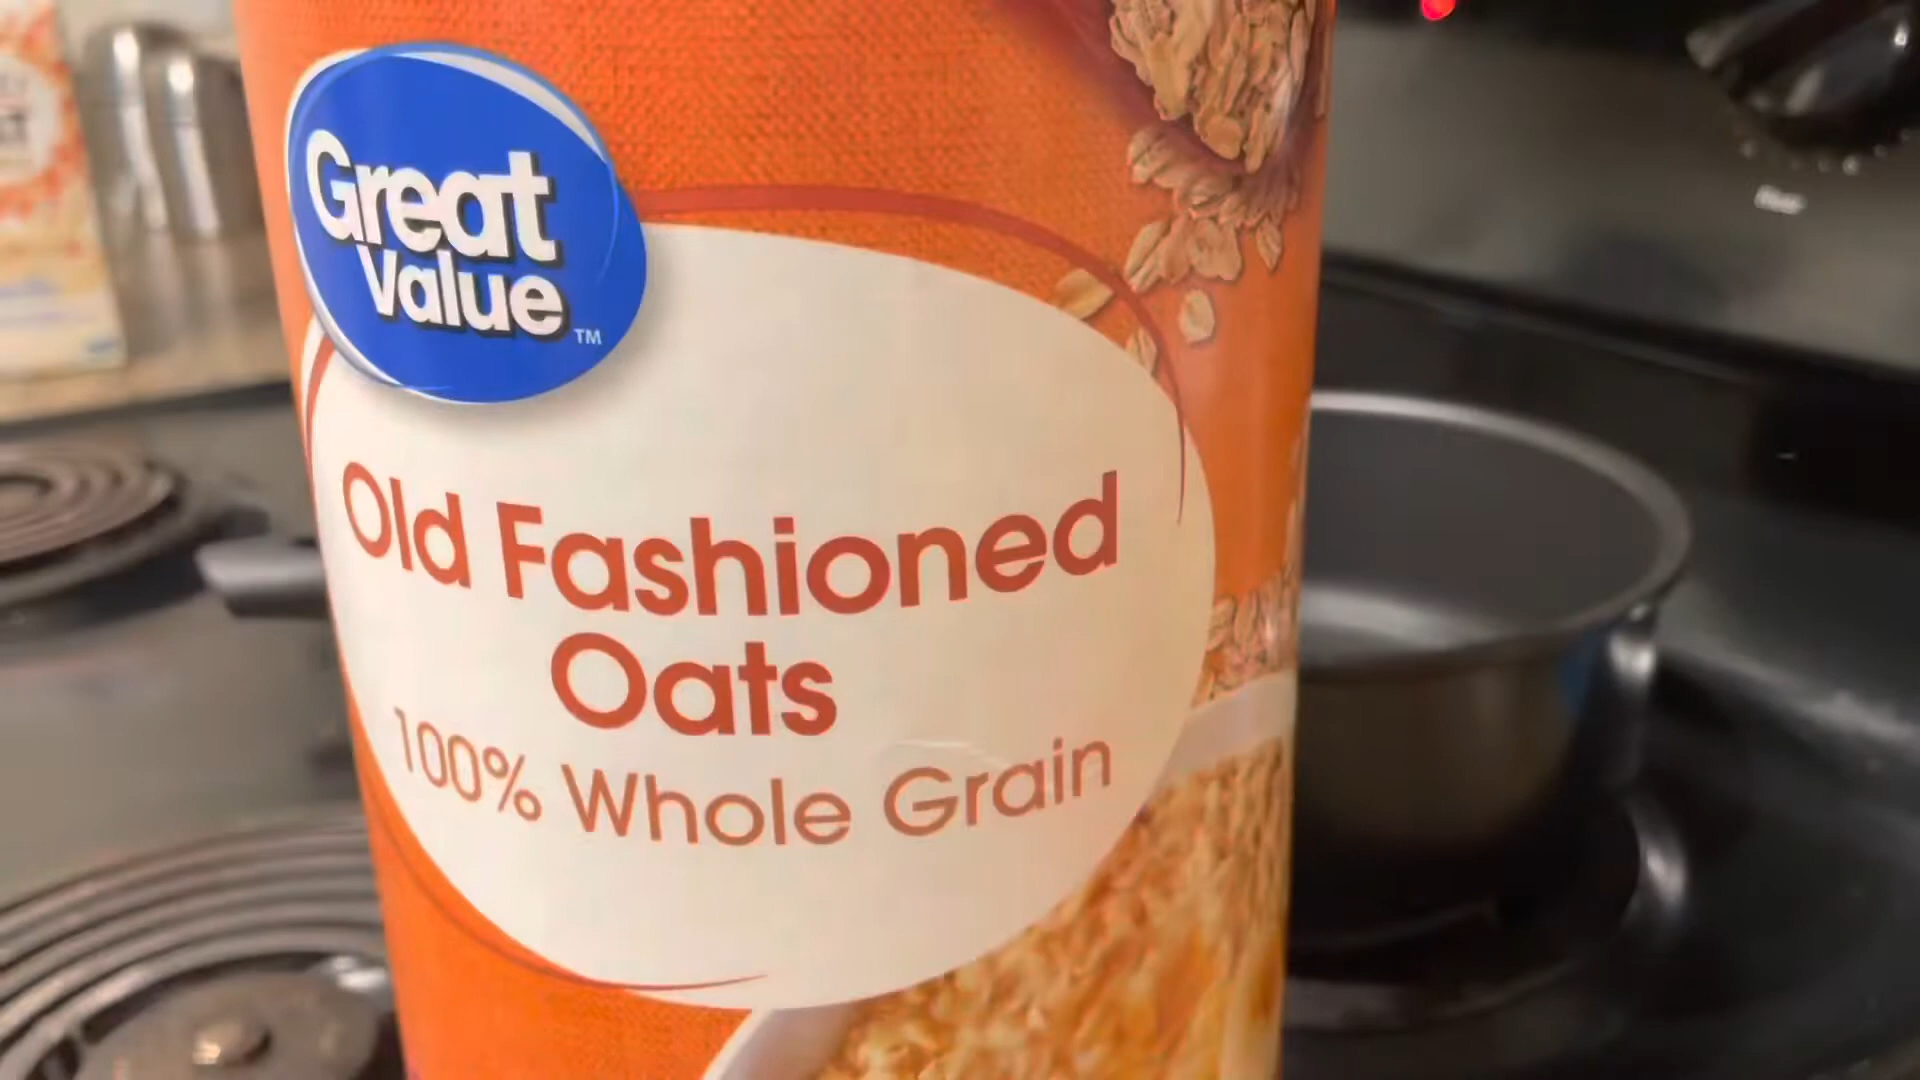 Great
Value
TM
Old Fashioned
Oats
100% Whole Grain